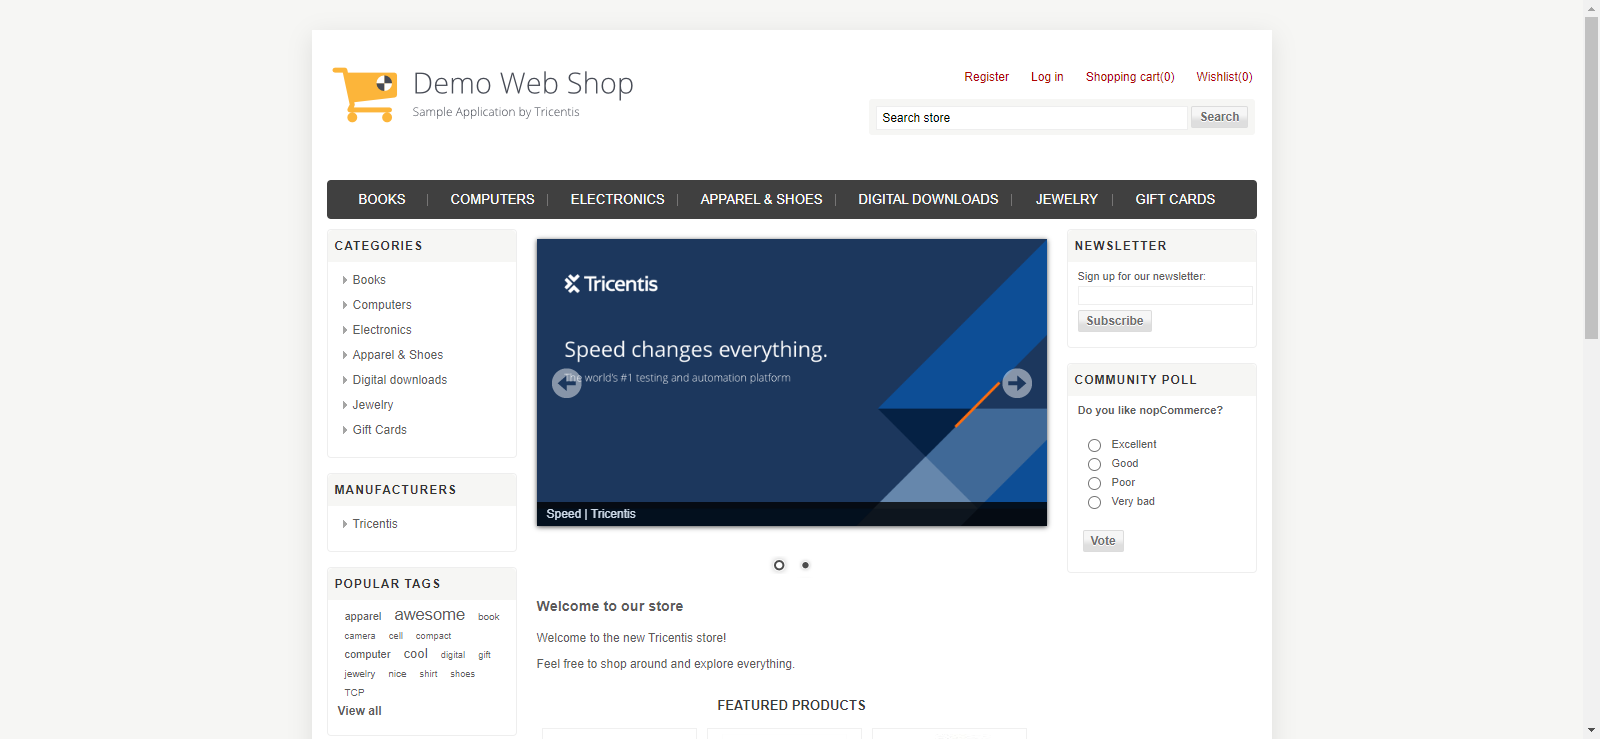 Demo Web Shop
Sample Application by Tricentis
Register Log in Shopping cart(0) Wishlist(0)
Search store Search
BOOKS COMPUTERS ELECTRONICS APPAREL & SHOES DIGITAL DOWNLOADS JEWELRY GIFT CARDS
CATEGORIES
Books
Computers
Electronics
Apparel & Shoes
Digital downloads
Jewelry
Gift Cards
MANUFACTURERS
Tricentis
POPULAR TAGS
apparel awesome book
camera cell compact
computer cool digital gift
jewelry nice shirt shoes
TCP
View all
Tricentis
Speed changes everything.
The world's #1 testing and automation platform
Speed | Tricentis
Welcome to our store
Welcome to the new Tricentis store!
Feel free to shop around and explore everything.
FEATURED PRODUCTS
NEWSLETTER
Sign up for our newsletter:
Subscribe
COMMUNITY POLL
Do you like nopCommerce?
Excellent
Good
Poor
Very bad
Vote